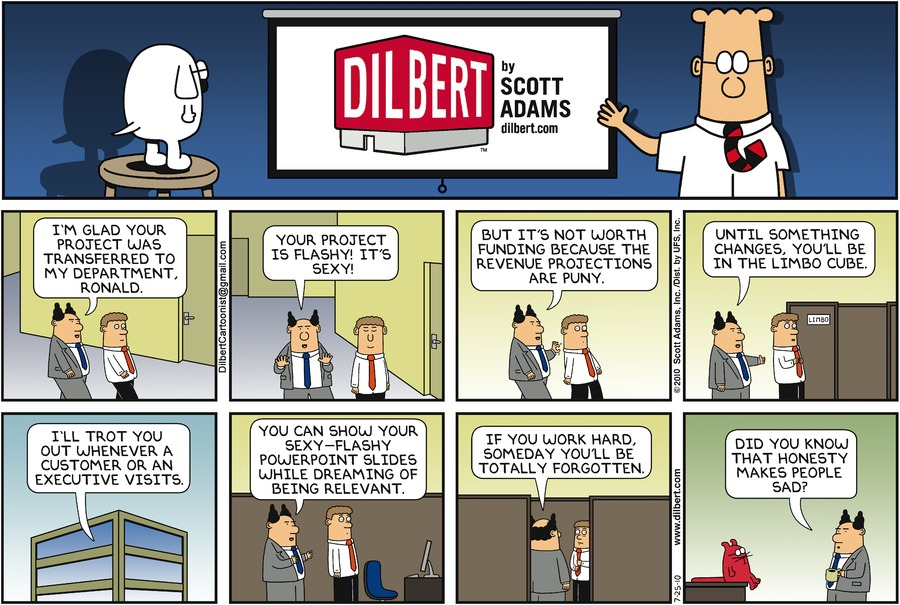 DILBERT
by
SCOTT
ADAMS
dilbert.com
TM
I'M GLAD YOUR
PROJECT WAS
TRANSFERRED TO
MY DEPARTMENT,
RONALD.
DilbertCartoonist@gmail.com
YOUR PROJECT
IS FLASHY! IT'S
SEXY!
BUT IT'S NOT WORTH
FUNDING BECAUSE THE
REVENUE PROJECTIONS
ARE PUNY.
© 2010 Scott Adams, Inc. /Dist. by UFS, Inc.
UNTIL SOMETHING
CHANGES, YOU'LL BE
IN THE LIMBO CUBE.
LIMBO
I'LL TROT YOU
OUT WHENEVER A
CUSTOMER OR AN
EXECUTIVE VISITS.
YOU CAN SHOW YOUR
SEXY-FLASHY
POWERPOINT SLIDES
WHILE DREAMING OF
BEING RELEVANT.
IF YOU WORK HARD,
SOMEDAY YOU'LL BE
TOTALLY FORGOTTEN.
7-25-10 www.dilbert.com
DID YOU KNOW
THAT HONESTY
MAKES PEOPLE
SAD?